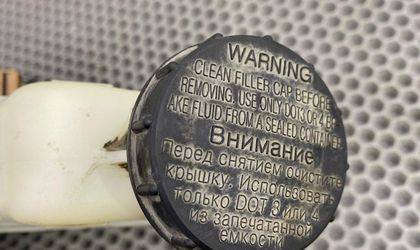 WARNING
CLEAN FILLER CAP BEFORE
REMOVING. USE ONLY DOT3 OR 4 BR
AKE FLUID FROM A SEALED CONTAINER
Внимание
Перед снятием очистите
крышку. Использовать
только DOT 3 или 4
из запечатанной
емкости